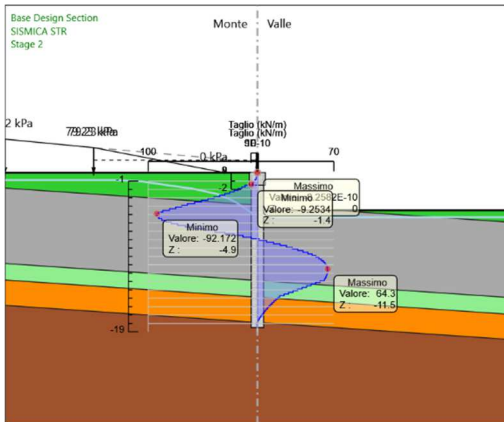 Base Design Section
SISMICA STR
Stage 2
Monte
Valle
2 kPa
0 kPa
Taglio (kN/m)
Taglio (kN/m)
100
70
-1
-2
Massimo
Minimo
Valore: -9.2534
Z : -1.4
0
Minimo
Valore: -92.172
Z : -4.9
Massimo
Valore: 64.3
Z : -11.5
-19